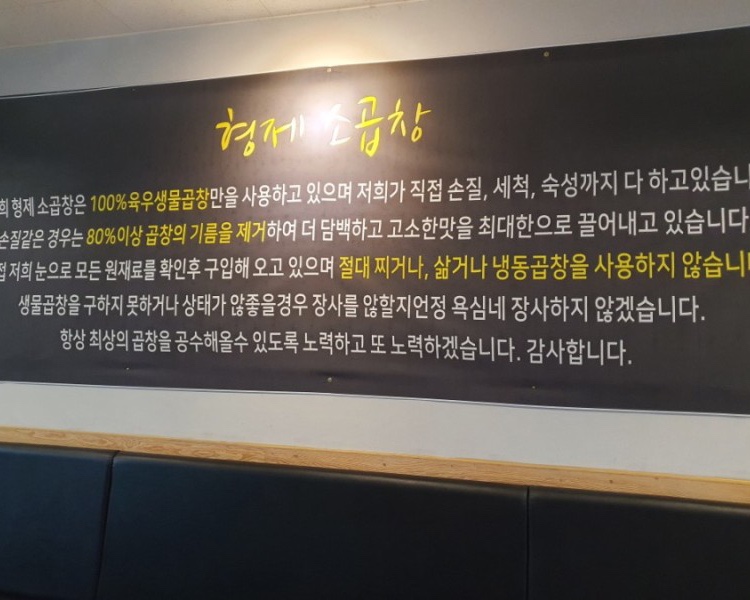 형제 소곱창
희 형제 소곱창은 100%육우생물곱창만을 사용하고 있으며 저희가 직접 손질, 세척, 숙성까지 다 하고있습니
손질같은 경우는 80%이상 곱창의 기름을 제거하여 더 담백하고 고소한맛을 최대한으로 끌어내고 있습니다
접 저희 눈으로 모든 원재료를 확인후 구입해 오고 있으며 절대 찌거나, 삶거나 냉동곱창을 사용하지 않습니
생물곱창을 구하지 못하거나 상태가 않좋을경우 장사를 않할지언정 욕심네 장사하지 않겠습니다.
항상 최상의 곱창을 공수해올수 있도록 노력하고 또 노력하겠습니다. 감사합니다.